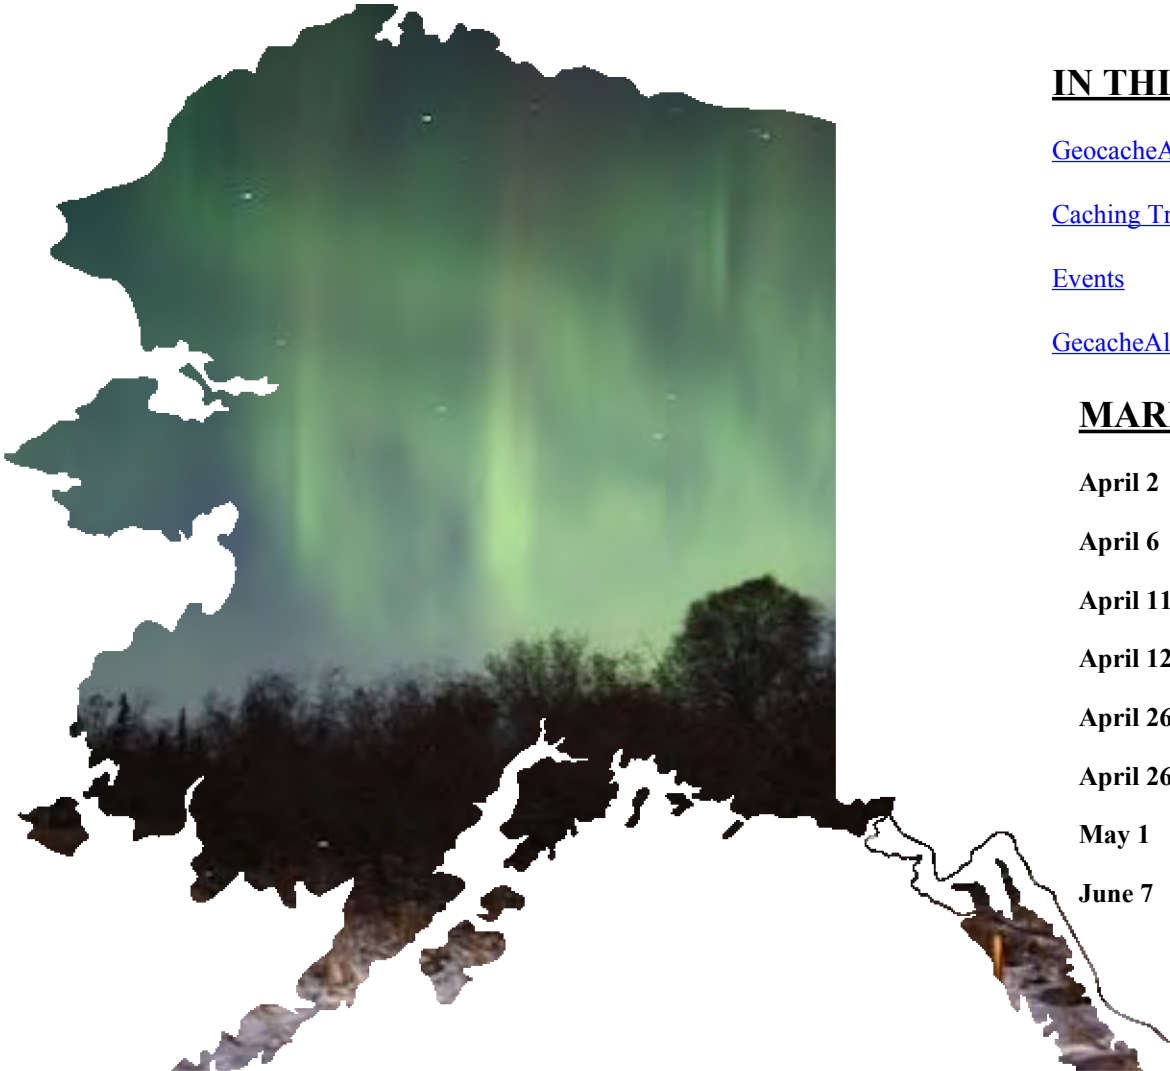 IN THI
GeocacheA
Caching Tr
Events
GecacheAl
MAR
April 2
April 6
April 11
April 12
April 26
April 26
May 1
June 7